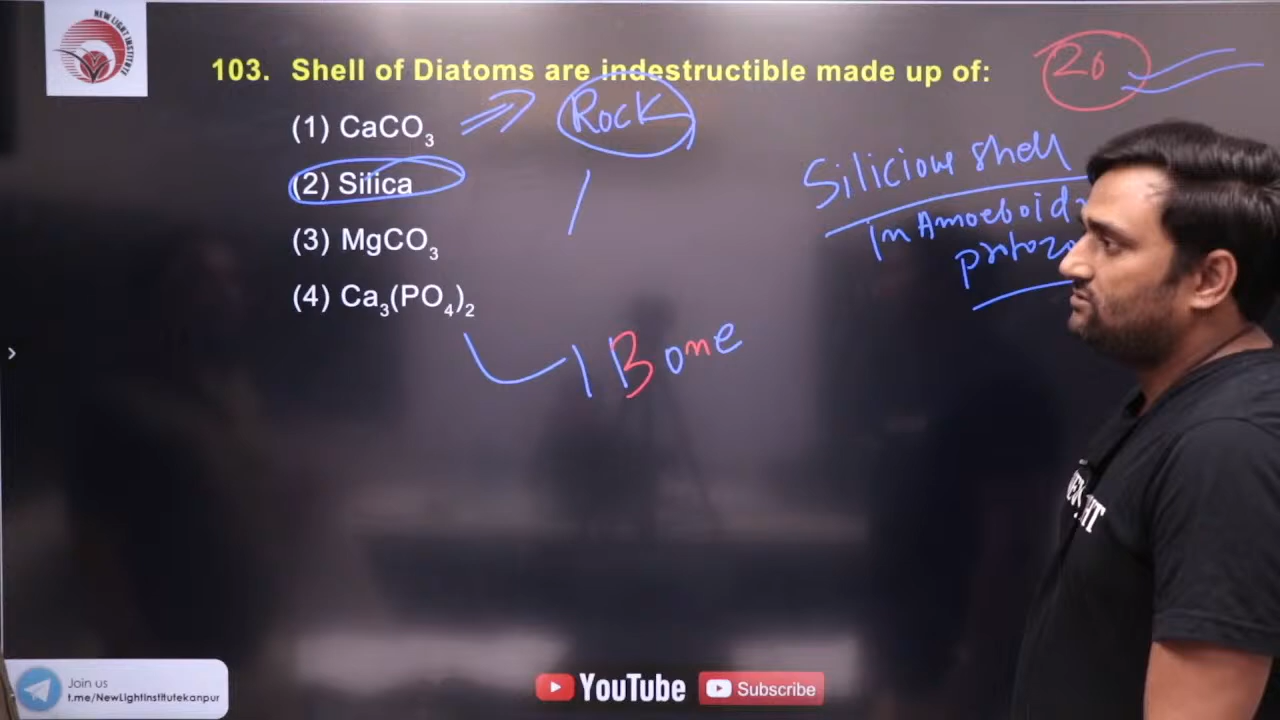 NEW LIGHT INSTITUTE
103. Shell of Diatoms are indestructible made up of:
20
(1) CaCO₃
Rock
(2) Silica
Silicious shell
In Amoeboid
(3) MgCO₃
protozo
(4) Ca₃(PO₄)₂
Bone
HT
Join us
t.me/NewLightInstitutekanpur
YouTube
Subscribe